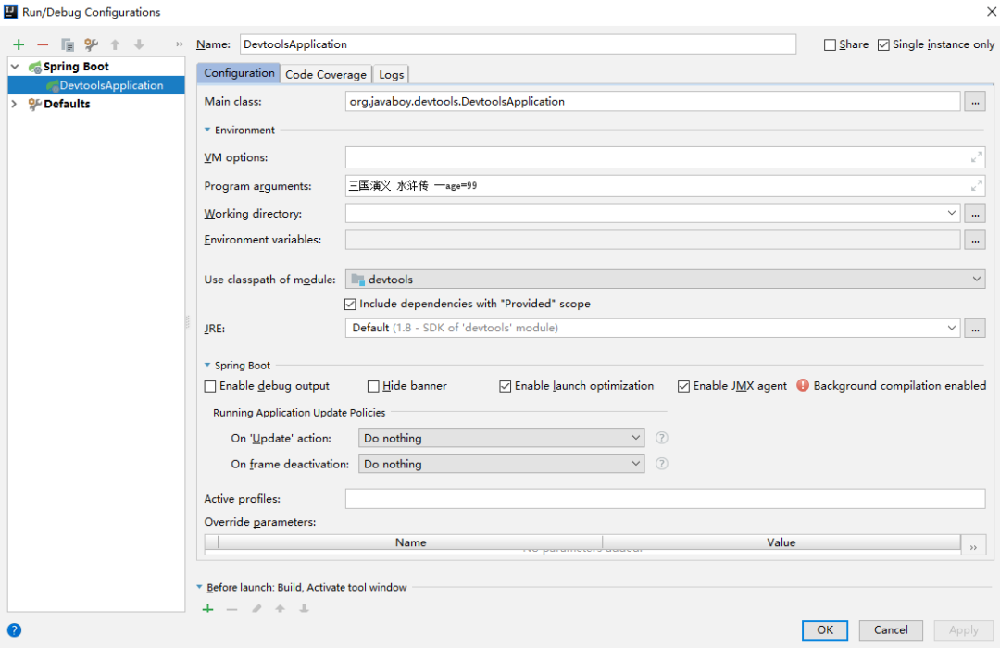 Run/Debug Configurations
Name: DevtoolsApplication Share Single instance only
Spring Boot
DevtoolsApplication
Defaults
Configuration Code Coverage Logs
Main class: org.javaboy.devtools.DevtoolsApplication ...
Environment
VM options:
Program arguments: 三国演义 水浒传 --age=99
Working directory: ...
Environment variables: ...
Use classpath of module: devtools
Include dependencies with "Provided" scope
JRE: Default (1.8 - SDK of 'devtools' module) ...
Spring Boot
Enable debug output Hide banner Enable launch optimization Enable JMX agent Background compilation enabled
Running Application Update Policies
On 'Update' action: Do nothing ?
On frame deactivation: Do nothing ?
Active profiles:
Override parameters:
Name Value
No parameters added.
Before launch: Build, Activate tool window
OK Cancel Apply